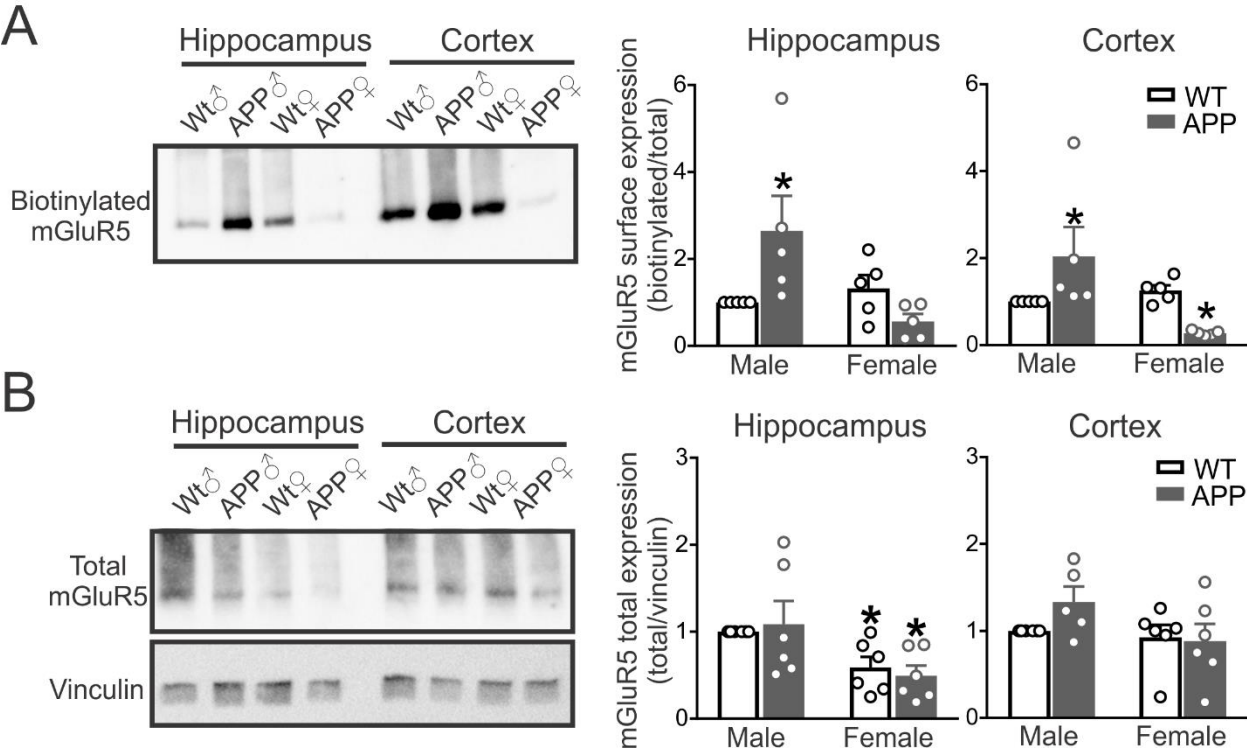 A
Hippocampus Cortex
Wt♂ APP♂ Wt♀ APP♀ Wt♂ APP♂ Wt♀ APP♀
Biotinylated
mGluR5
Hippocampus Cortex
mGluR5 surface expression
(biotinylated/total)
6
4
2
0
Male Female
6
4
2
0
Male Female
WT
APP
*
*
*
B
Hippocampus Cortex
Wt♂ APP♂ Wt♀ APP♀ Wt♂ APP♂ Wt♀ APP♀
Total
mGluR5
Vinculin
Hippocampus Cortex
mGluR5 total expression
(total/vinculin)
3
2
1
0
Male Female
* *
3
2
1
0
Male Female
WT
APP